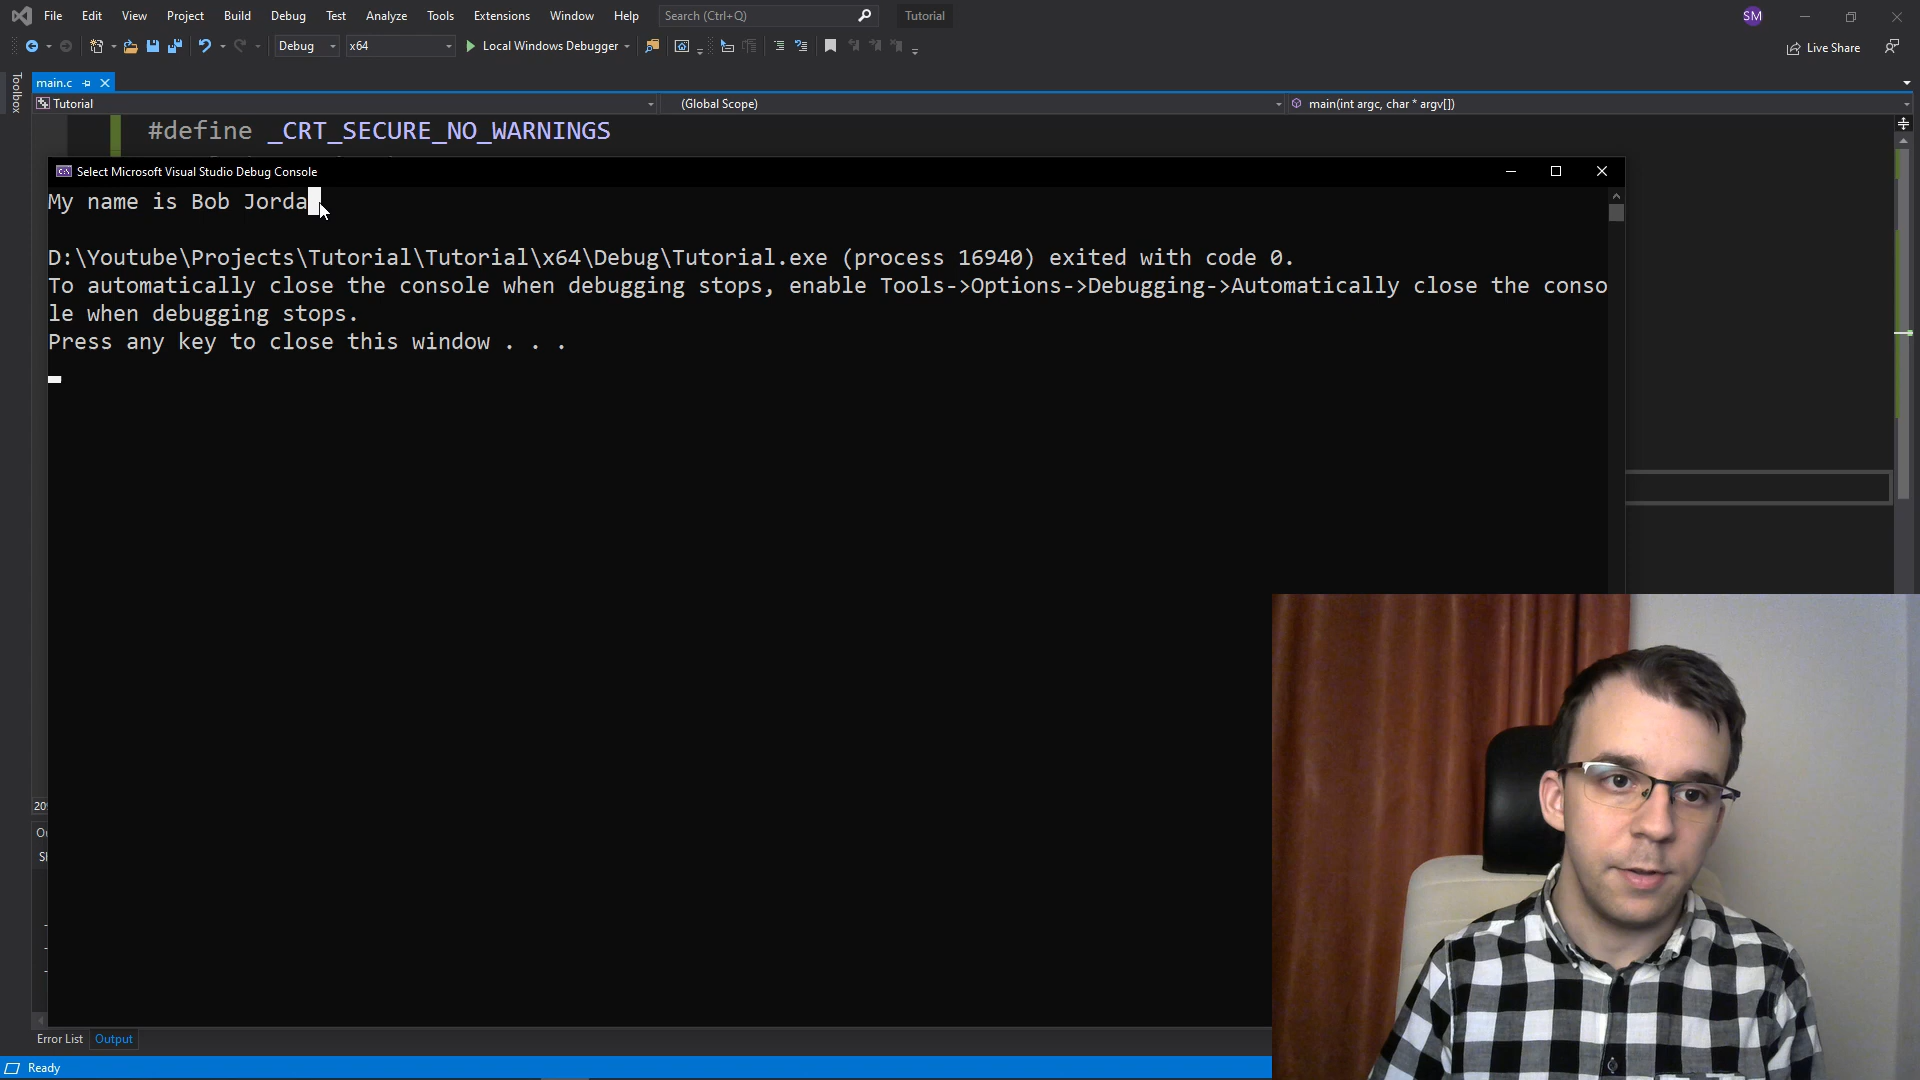 File Edit View Project Build Debug Test Analyze Tools Extensions Window Help Search (Ctrl+Q) Tutorial SM
Debug x64 Local Windows Debugger Live Share
Toolbox
main.c
Tutorial (Global Scope) main(int argc, char * argv[])
#define _CRT_SECURE_NO_WARNINGS
Select Microsoft Visual Studio Debug Console
My name is Bob Jorda
D:\Youtube\Projects\Tutorial\Tutorial\x64\Debug\Tutorial.exe (process 16940) exited with code 0.
To automatically close the console when debugging stops, enable Tools->Options->Debugging->Automatically close the conso
le when debugging stops.
Press any key to close this window . . .
Error List Output
Ready